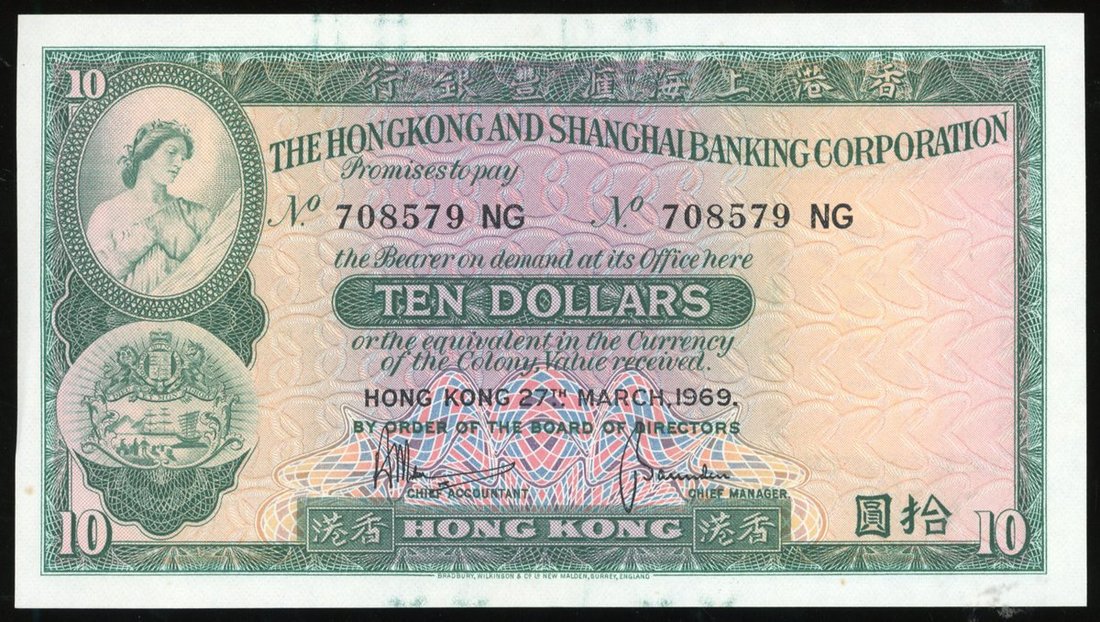 10
行銀豐滙海上港香
THE HONGKONG AND SHANGHAI BANKING CORPORATION
Promises to pay
No. 708579 NG No. 708579 NG
the Bearer on demand at its Office here
TEN DOLLARS
or the equivalent in the Currency
of the Colony, Value received.
HONG KONG 27TH MARCH, 1969.
BY ORDER OF THE BOARD OF DIRECTORS
CHIEF ACCOUNTANT. CHIEF MANAGER.
圓拾
10 港香 HONG KONG 港香 10
BRADBURY, WILKINSON & Co Ld NEW MALDEN, SURREY, ENGLAND